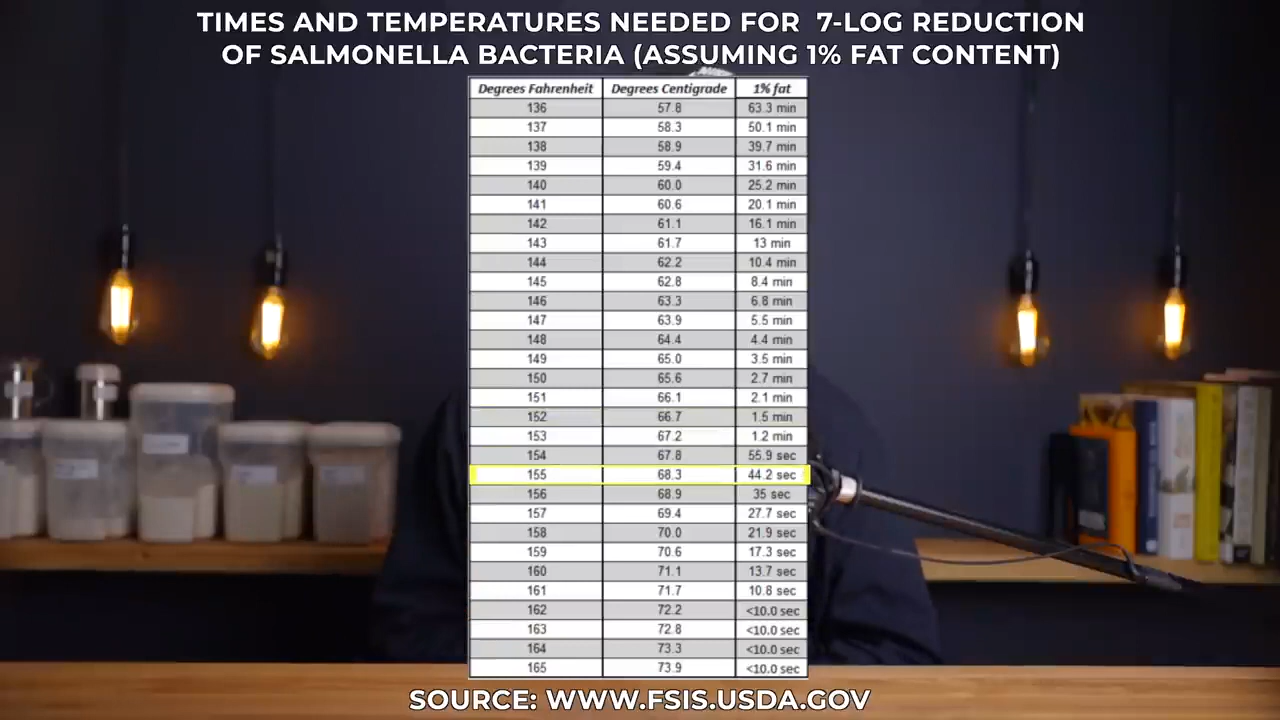 TIMES AND TEMPERATURES NEEDED FOR 7-LOG REDUCTION
OF SALMONELLA BACTERIA (ASSUMING 1% FAT CONTENT)
Degrees Fahrenheit Degrees Centigrade 1% fat
136 57.8 63.3 min
137 58.3 50.1 min
138 58.9 39.7 min
139 59.4 31.6 min
140 60.0 25.2 min
141 60.6 20.1 min
142 61.1 16.1 min
143 61.7 13 min
144 62.2 10.4 min
145 62.8 8.4 min
146 63.3 6.8 min
147 63.9 5.5 min
148 64.4 4.4 min
149 65.0 3.5 min
150 65.6 2.7 min
151 66.1 2.1 min
152 66.7 1.5 min
153 67.2 1.2 min
154 67.8 55.9 sec
155 68.3 44.2 sec
156 68.9 35 sec
157 69.4 27.7 sec
158 70.0 21.9 sec
159 70.6 17.3 sec
160 71.1 13.7 sec
161 71.7 10.8 sec
162 72.2 <10.0 sec
163 72.8 <10.0 sec
164 73.3 <10.0 sec
165 73.9 <10.0 sec
SOURCE: WWW.FSIS.USDA.GOV